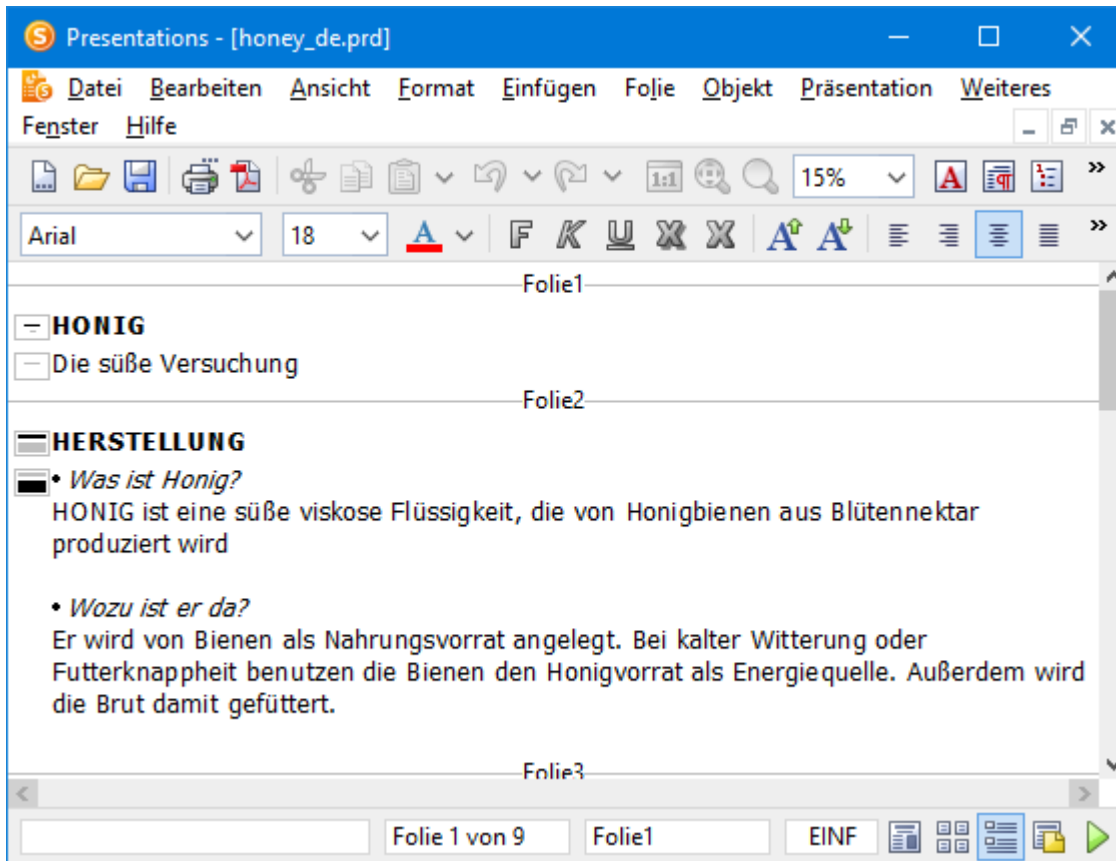 Presentations - [honey_de.prd]
Datei Bearbeiten Ansicht Format Einfügen Folie Objekt Präsentation Weiteres
Fenster Hilfe
1:1 15% A
Arial 18 A F K U X X A A
Folie1
HONIG
Die süße Versuchung
Folie2
HERSTELLUNG
• Was ist Honig?
HONIG ist eine süße viskose Flüssigkeit, die von Honigbienen aus Blütennektar
produziert wird
• Wozu ist er da?
Er wird von Bienen als Nahrungsvorrat angelegt. Bei kalter Witterung oder
Futterknappheit benutzen die Bienen den Honigvorrat als Energiequelle. Außerdem wird
die Brut damit gefüttert.
Folie3
Folie 1 von 9 Folie1 EINF